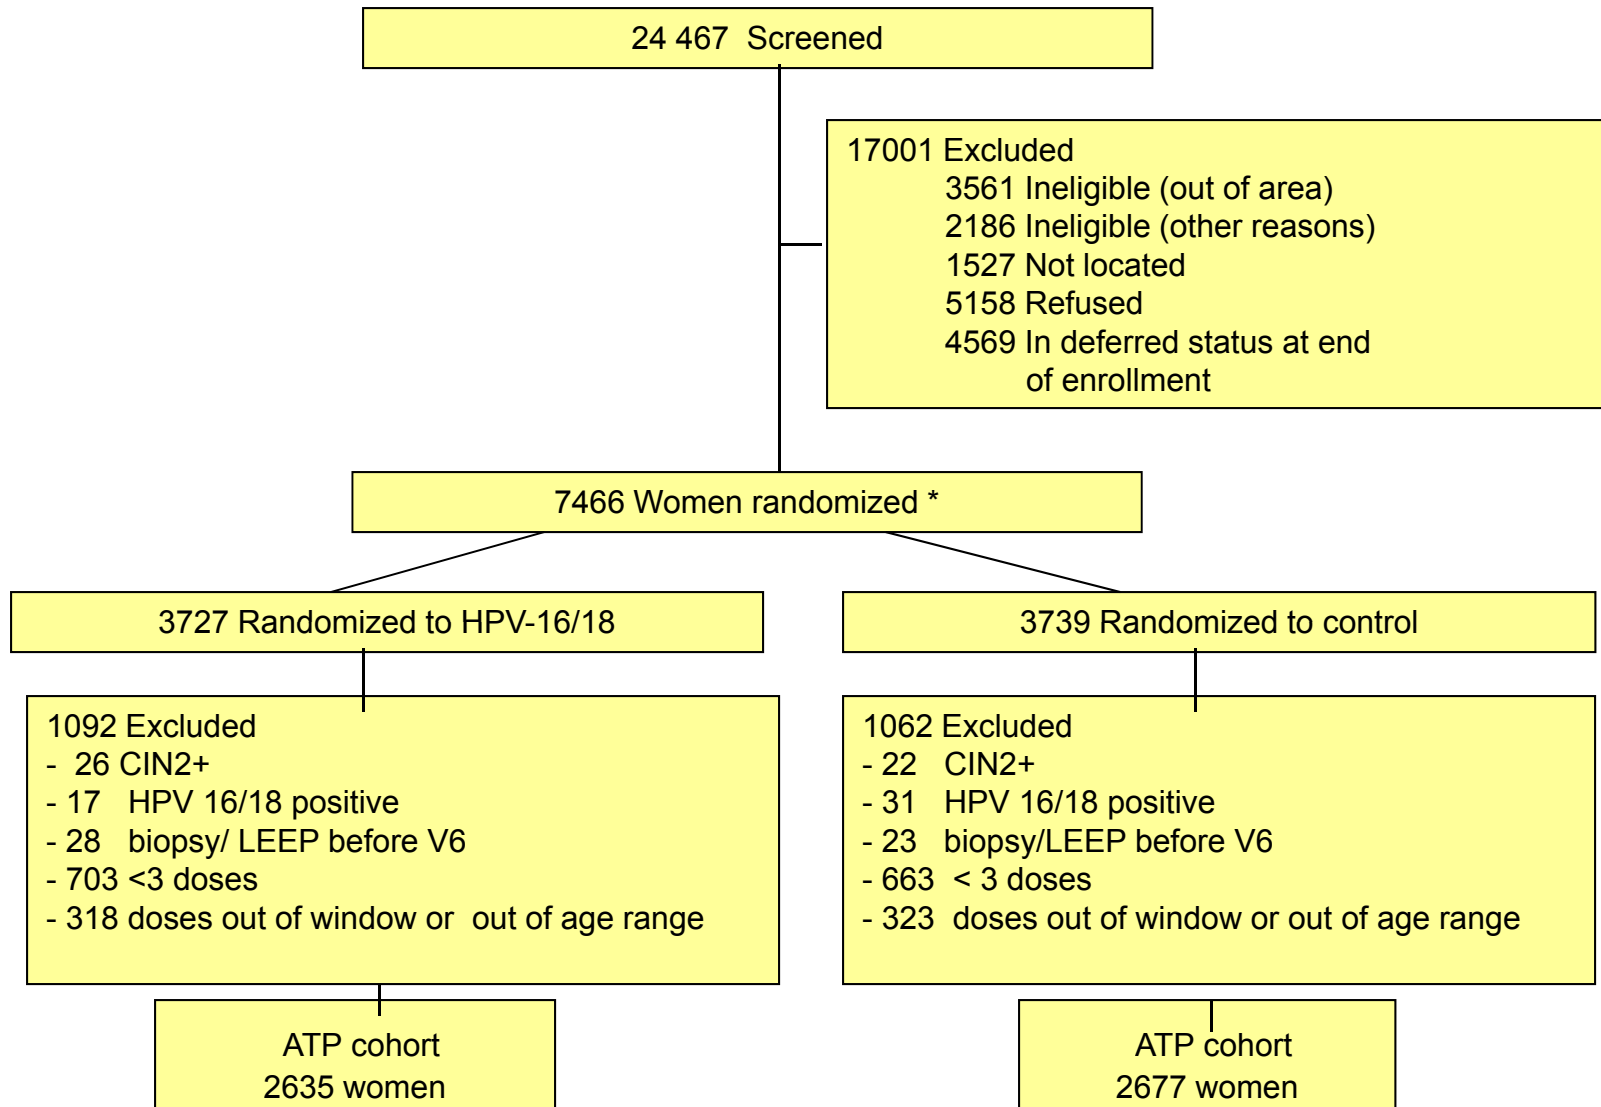 24 467 Screened
17001 Excluded
3561 Ineligible (out of area)
2186 Ineligible (other reasons)
1527 Not located
5158 Refused
4569 In deferred status at end
of enrollment
7466 Women randomized *
3727 Randomized to HPV-16/18
3739 Randomized to control
1092 Excluded
- 26 CIN2+
- 17 HPV 16/18 positive
- 28 biopsy/ LEEP before V6
- 703 <3 doses
- 318 doses out of window or out of age range
1062 Excluded
- 22 CIN2+
- 31 HPV 16/18 positive
- 23 biopsy/LEEP before V6
- 663 < 3 doses
- 323 doses out of window or out of age range
ATP cohort
2635 women
ATP cohort
2677 women